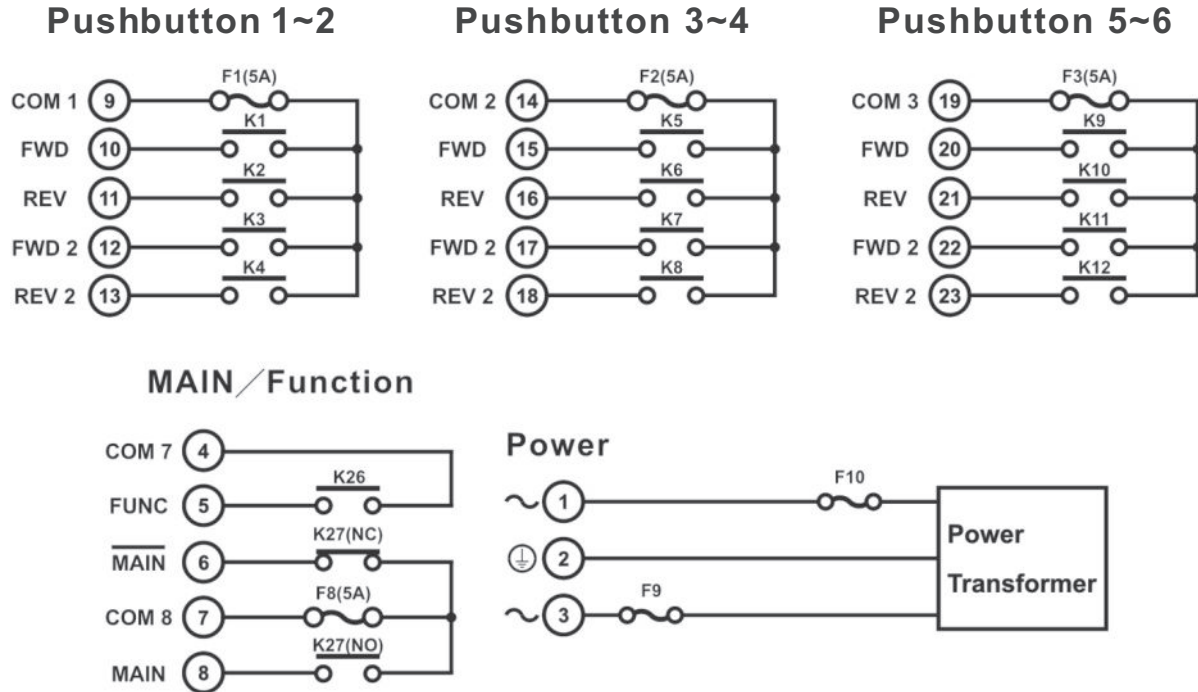 Pushbutton 1~2
F1(5A)
COM 1 9
K1
FWD 10
K2
REV 11
K3
FWD 2 12
K4
REV 2 13
Pushbutton 3~4
F2(5A)
COM 2 14
K5
FWD 15
K6
REV 16
K7
FWD 2 17
K8
REV 2 18
Pushbutton 5~6
F3(5A)
COM 3 19
K9
FWD 20
K10
REV 21
K11
FWD 2 22
K12
REV 2 23
MAIN／Function
COM 7 4
K26
FUNC 5
K27(NC)
MAIN 6
F8(5A)
COM 8 7
K27(NO)
MAIN 8
Power
F10
~ 1
2
F9
~ 3
Power
Transformer